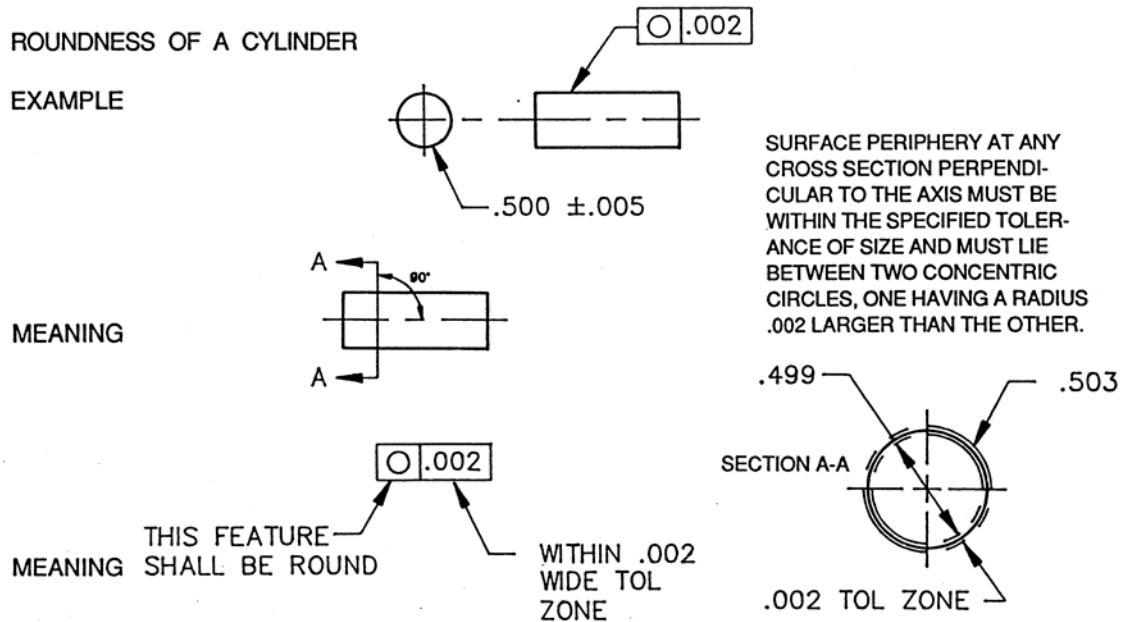 ROUNDNESS OF A CYLINDER
.002
EXAMPLE
.500 ±.005
SURFACE PERIPHERY AT ANY
CROSS SECTION PERPENDI-
CULAR TO THE AXIS MUST BE
WITHIN THE SPECIFIED TOLER-
ANCE OF SIZE AND MUST LIE
BETWEEN TWO CONCENTRIC
CIRCLES, ONE HAVING A RADIUS
.002 LARGER THAN THE OTHER.
A
90°
MEANING
A
.499
.503
SECTION A-A
.002
THIS FEATURE
SHALL BE ROUND
MEANING
WITHIN .002
WIDE TOL
ZONE
.002 TOL ZONE